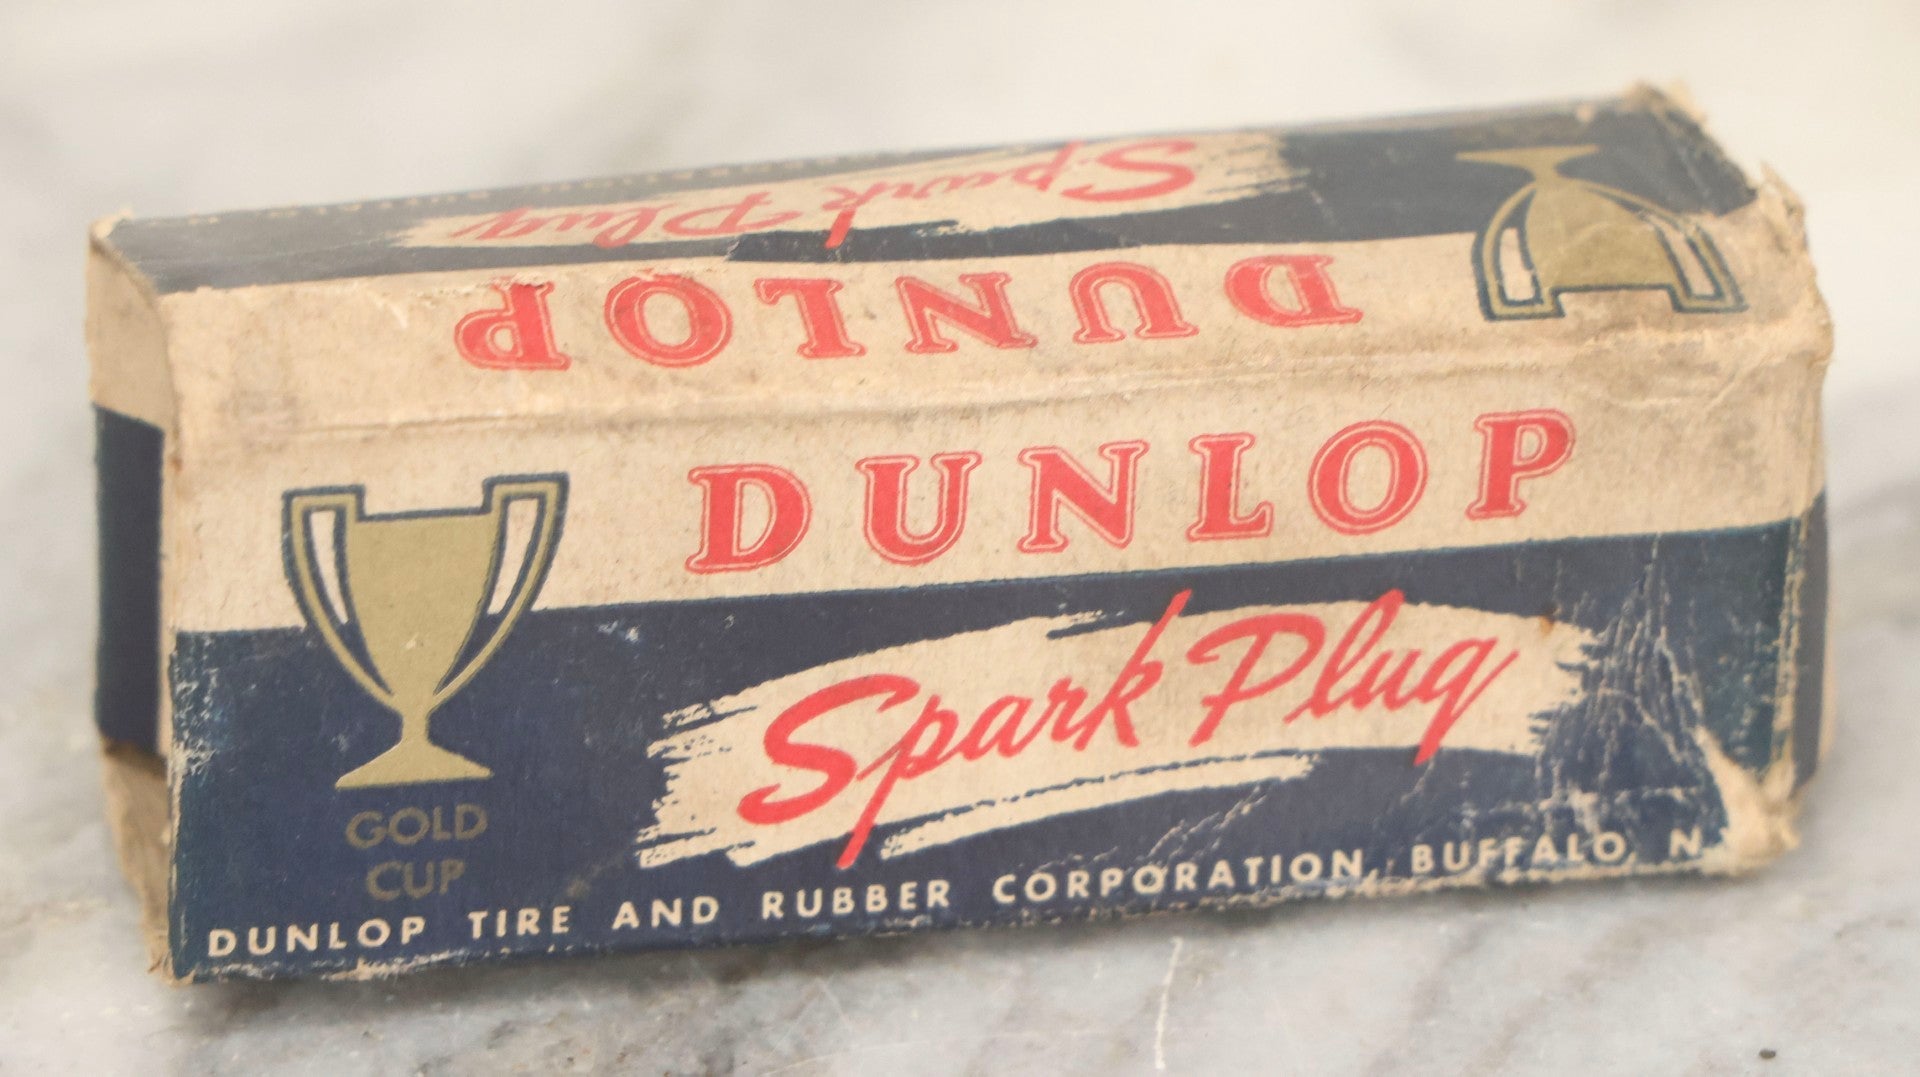 Spark Plug
DUNLOP
DUNLOP
Spark Plug
GOLD
CUP
DUNLOP TIRE AND RUBBER CORPORATION, BUFFALO, N